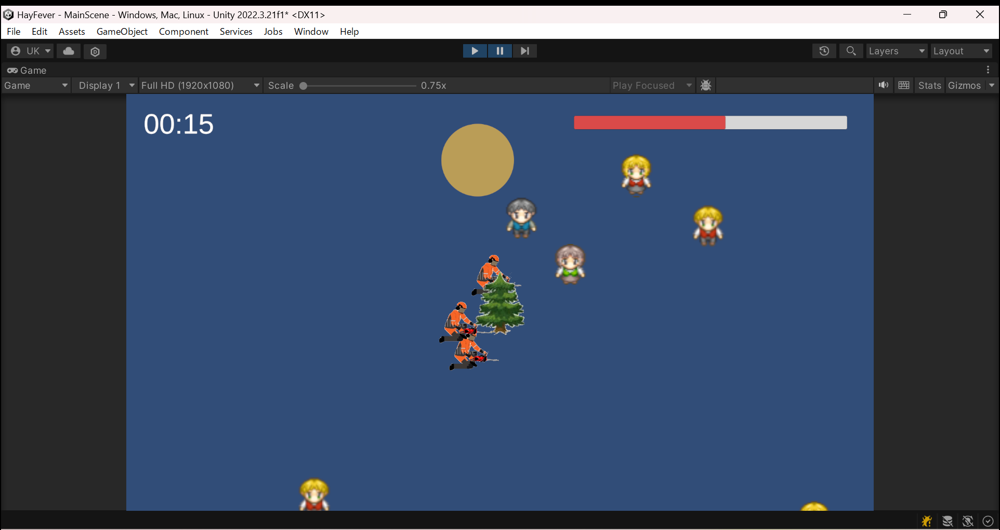 HayFever - MainScene - Windows, Mac, Linux - Unity 2022.3.21f1* <DX11>
File Edit Assets GameObject Component Services Jobs Window Help
UK Layers Layout
Game
Game Display 1 Full HD (1920x1080) Scale 0.75x Play Focused Stats Gizmos
00:15